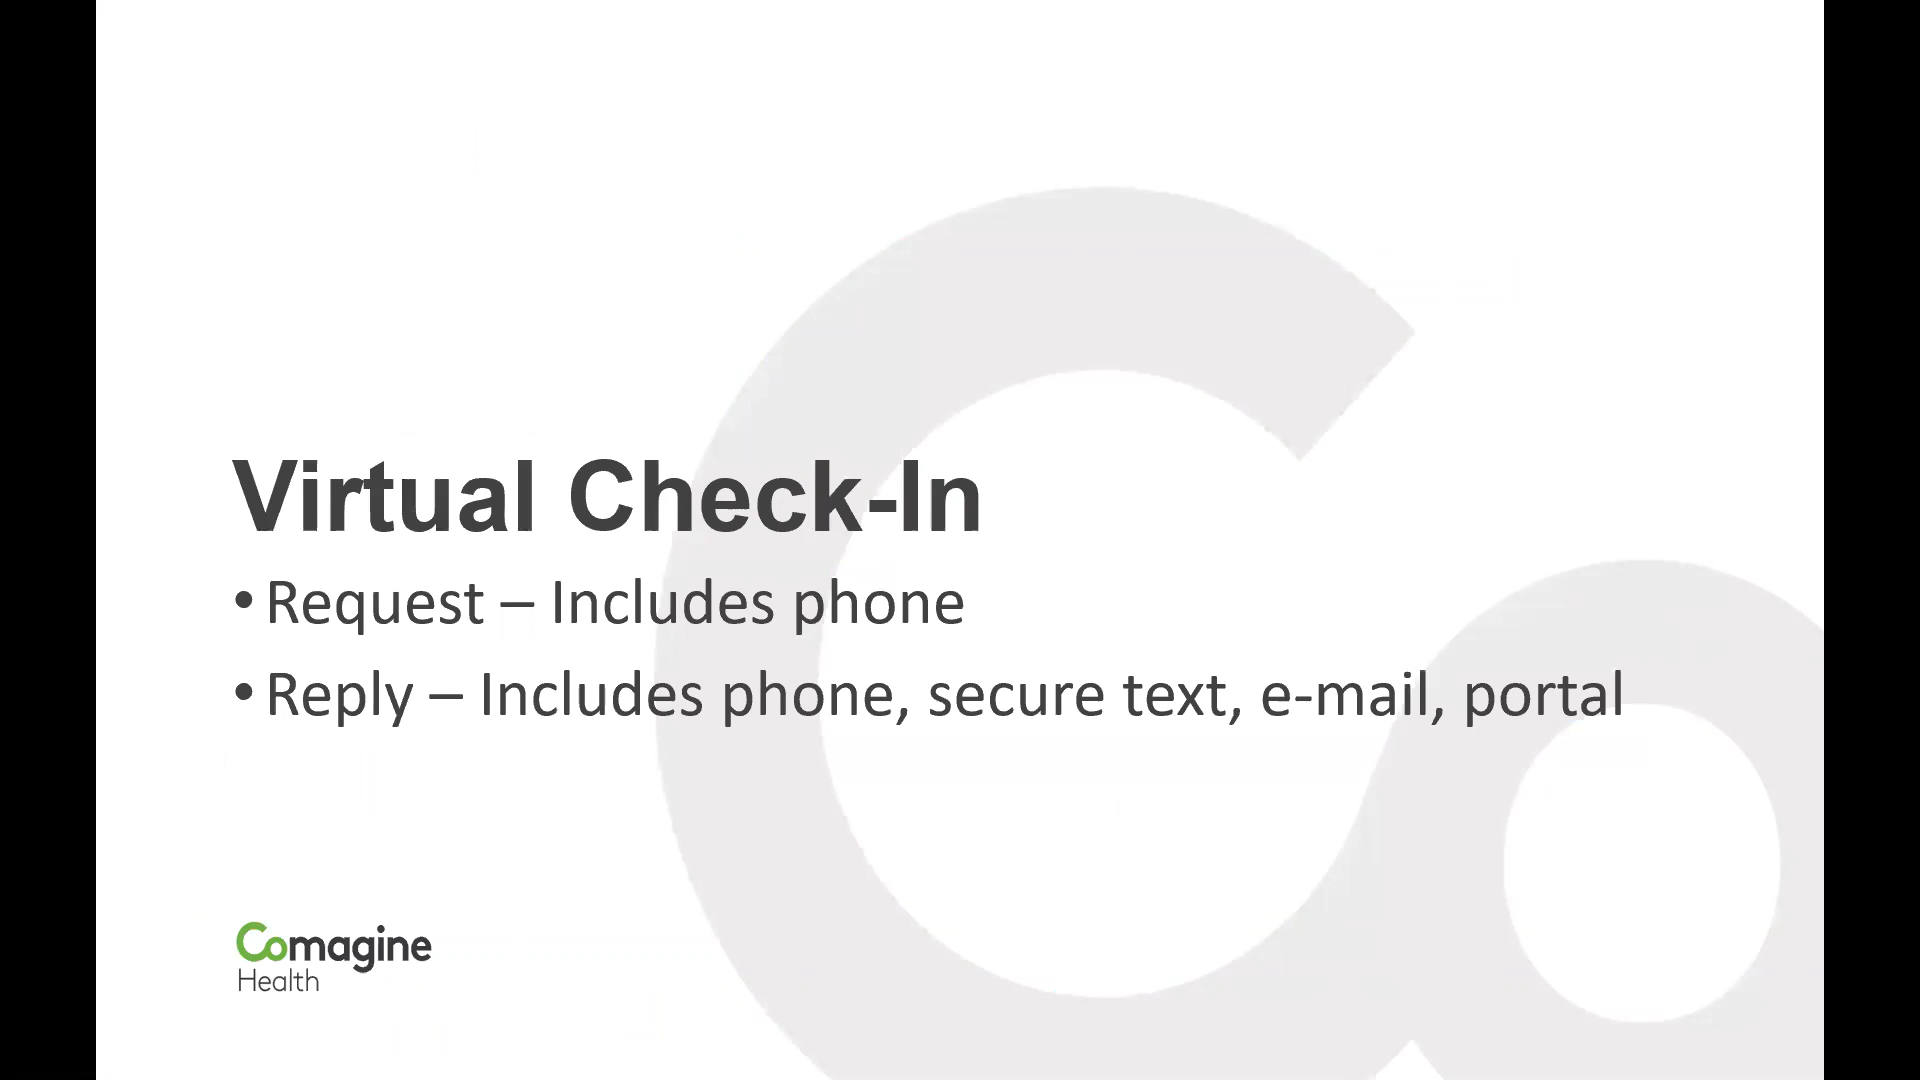 Virtual Check-In
• Request – Includes phone
• Reply – Includes phone, secure text, e-mail, portal
Comagine
Health